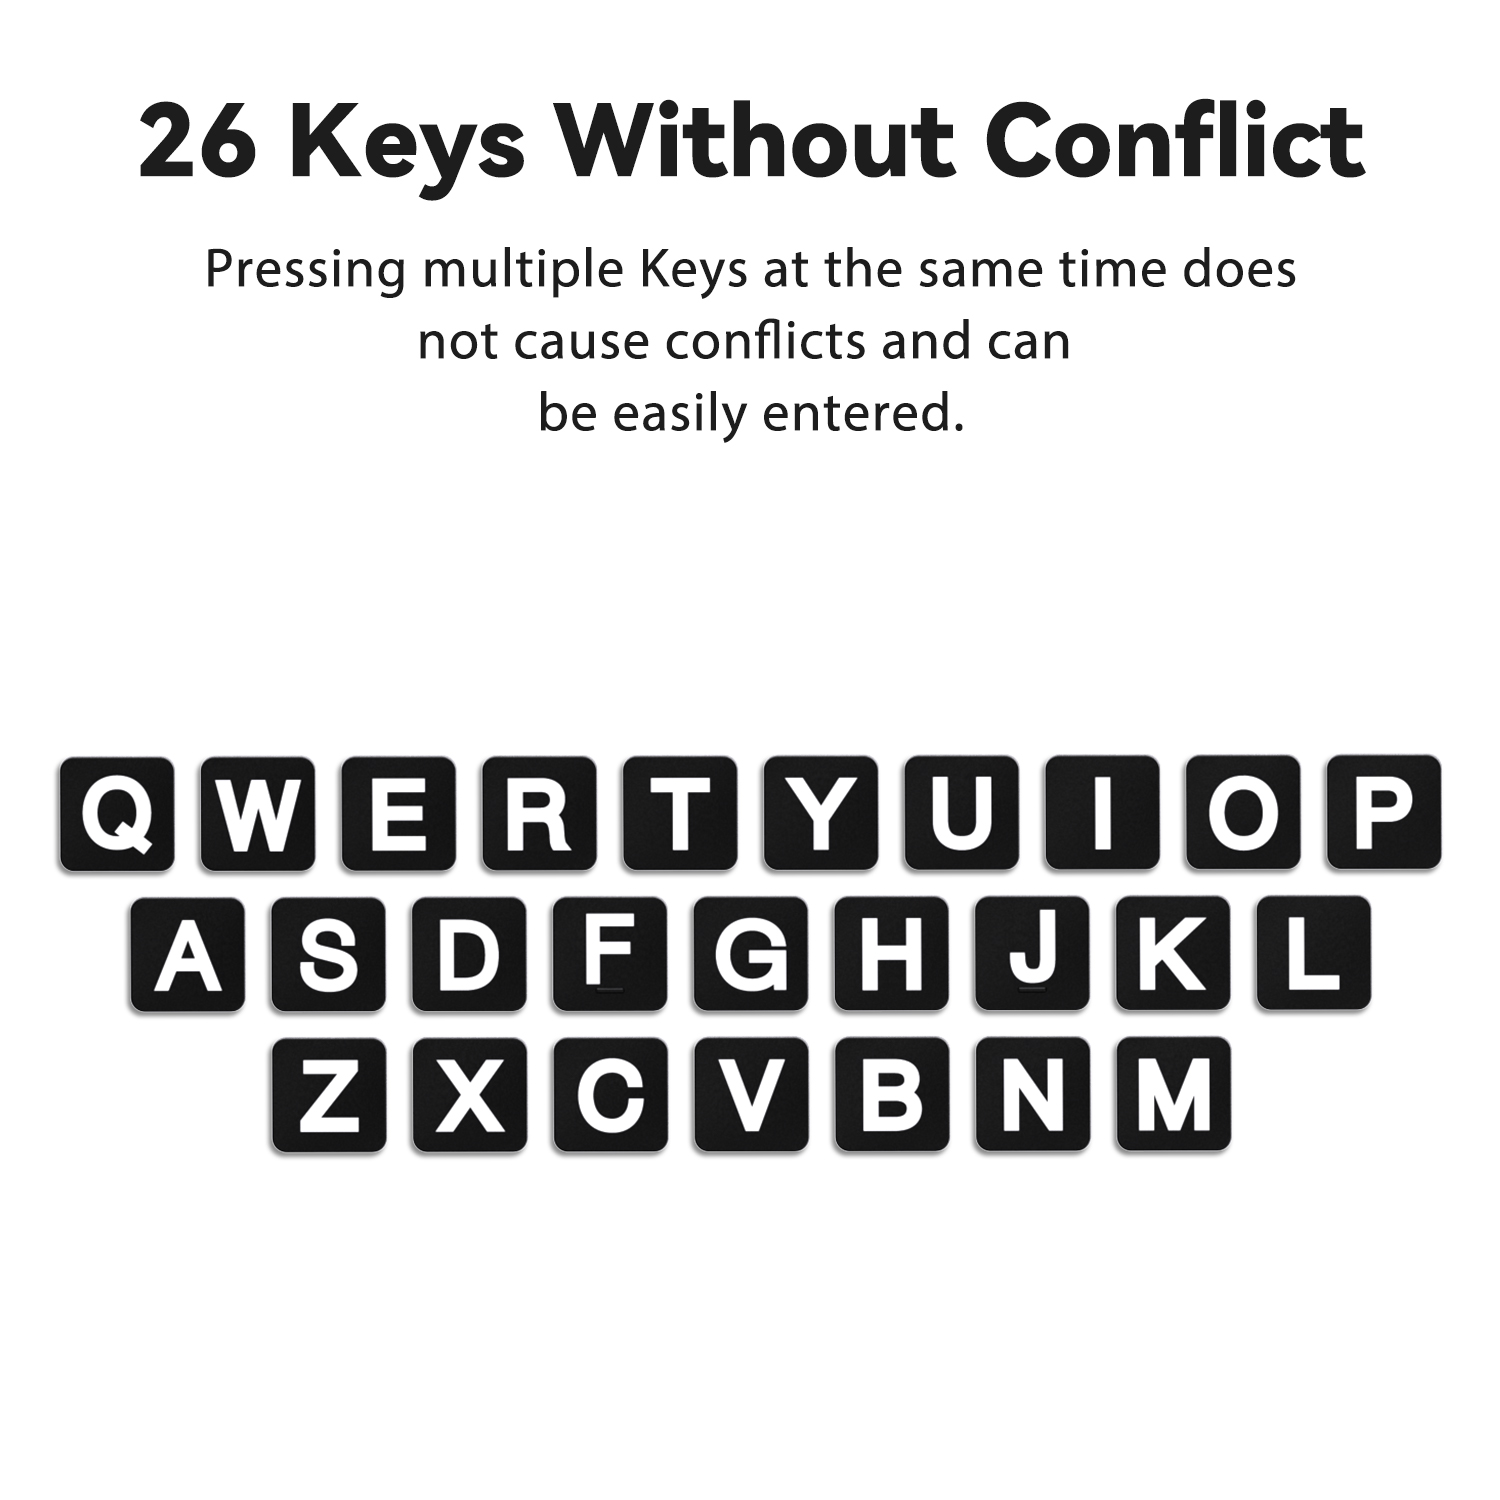 26 Keys Without Conflict
Pressing multiple Keys at the same time does
not cause conflicts and can
be easily entered.
Q W E R T Y U I O P
A S D F G H J K L
Z X C V B N M